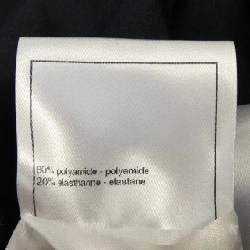 80% polyamide - polyamide
20% elasthanne - elastane